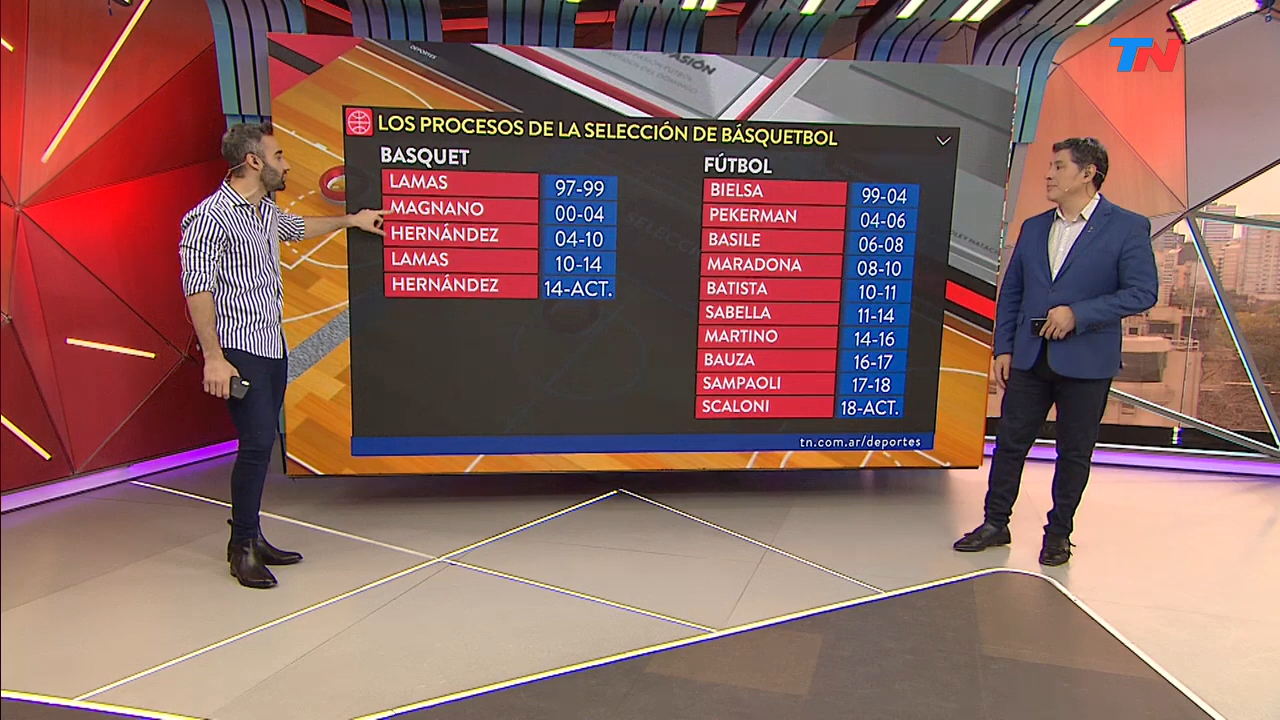 TN
DEPORTES
PASIÓN
LOS PROCESOS DE LA SELECCIÓN DE BÁSQUETBOL
BASQUET
LAMAS 97-99
MAGNANO 00-04
HERNÁNDEZ 04-10
LAMAS 10-14
HERNÁNDEZ 14-ACT.
FÚTBOL
BIELSA 99-04
PEKERMAN 04-06
BASILE 06-08
MARADONA 08-10
BATISTA 10-11
SABELLA 11-14
MARTINO 14-16
BAUZA 16-17
SAMPAOLI 17-18
SCALONI 18-ACT.
tn.com.ar/deportes